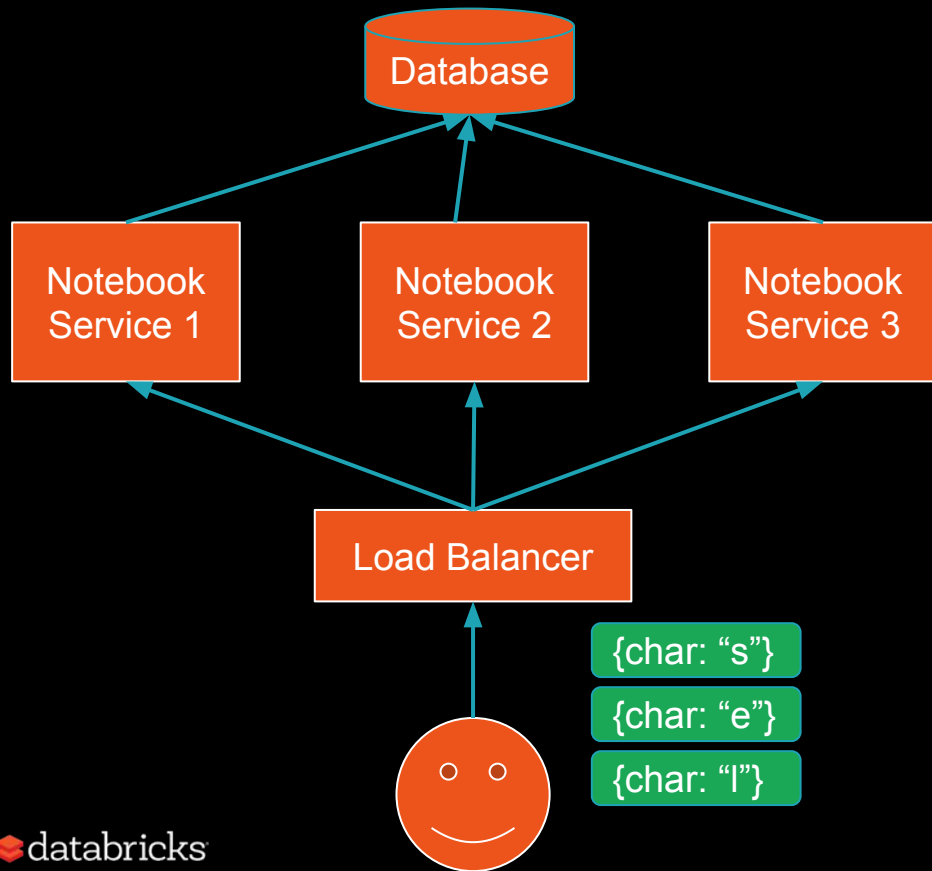 Database
Notebook
Service 1
Notebook
Service 2
Notebook
Service 3
Load Balancer
{char: “s”}
{char: “e”}
{char: “l”}
databricks